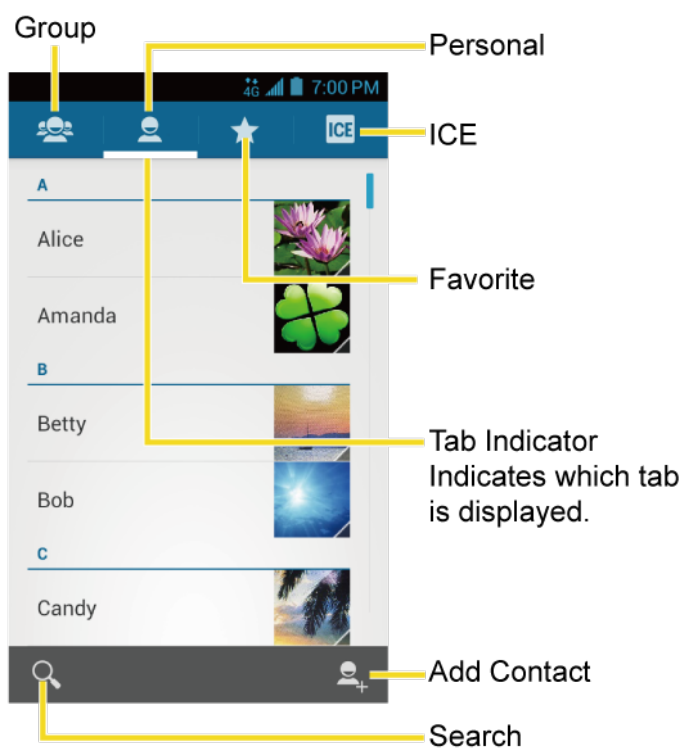 Group
Personal
4G 7:00 PM
ICE
ICE
A
Alice
Favorite
Amanda
B
Betty
Tab Indicator
Indicates which tab
is displayed.
Bob
C
Candy
Add Contact
Search